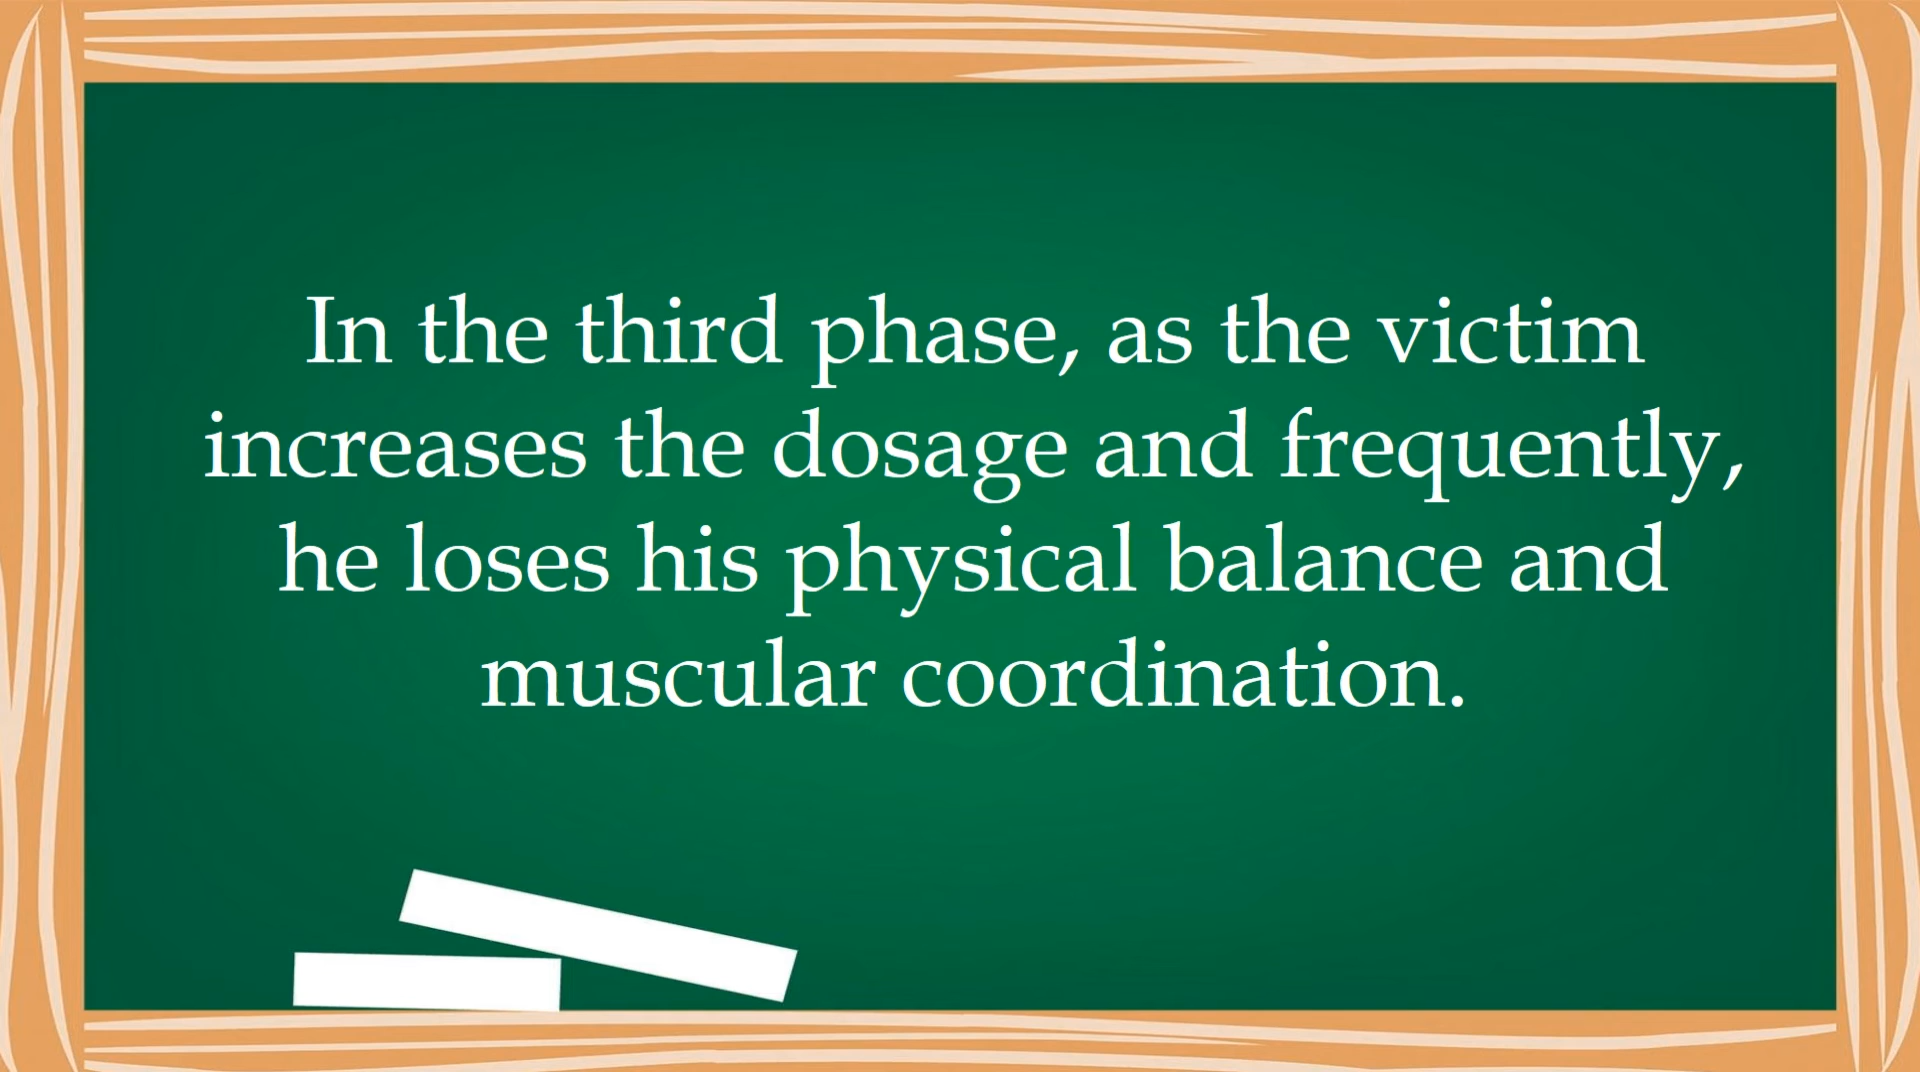 In the third phase, as the victim
increases the dosage and frequently,
he loses his physical balance and
muscular coordination.